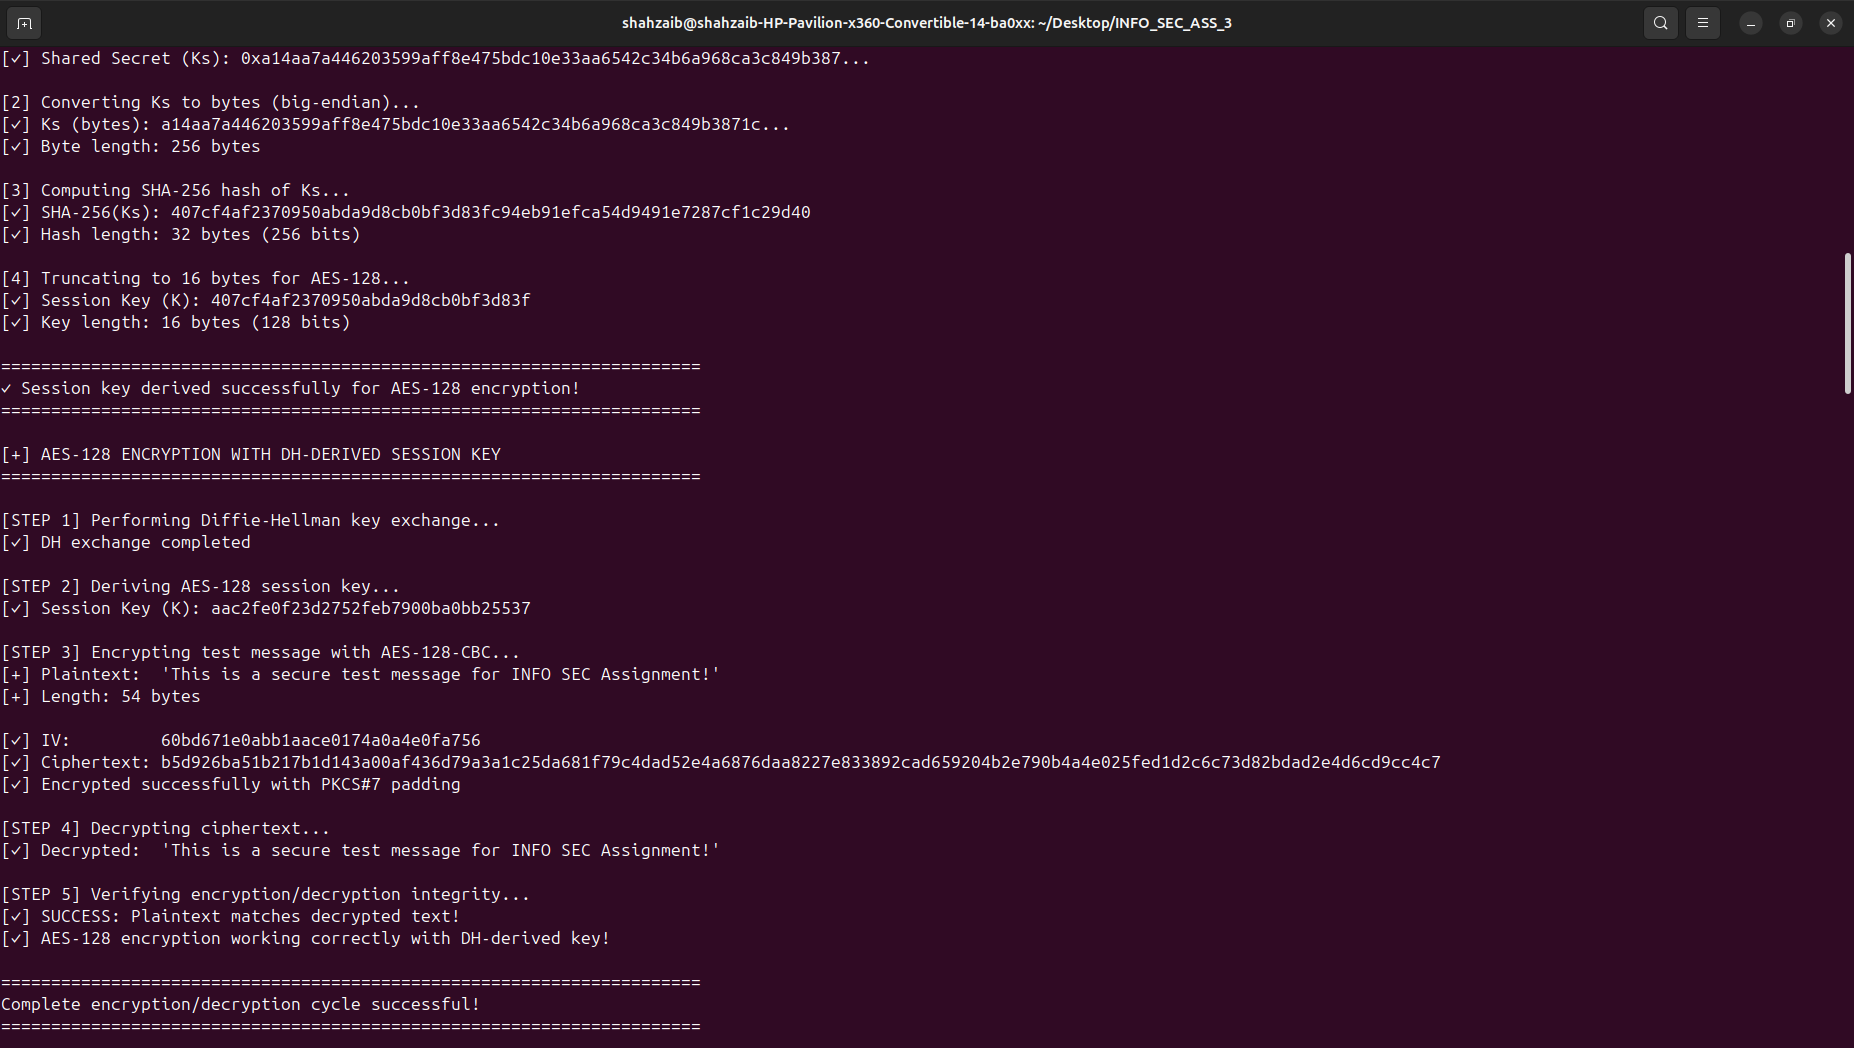 shahzaib@shahzaib-HP-Pavilion-x360-Convertible-14-ba0xx: ~/Desktop/INFO_SEC_ASS_3
[✓] Shared Secret (Ks): 0xa14aa7a446203599aff8e475bdc10e33aa6542c34b6a968ca3c849b387...
[2] Converting Ks to bytes (big-endian)...
[✓] Ks (bytes): a14aa7a446203599aff8e475bdc10e33aa6542c34b6a968ca3c849b3871c...
[✓] Byte length: 256 bytes
[3] Computing SHA-256 hash of Ks...
[✓] SHA-256(Ks): 407cf4af2370950abda9d8cb0bf3d83fc94eb91efca54d9491e7287cf1c29d40
[✓] Hash length: 32 bytes (256 bits)
[4] Truncating to 16 bytes for AES-128...
[✓] Session Key (K): 407cf4af2370950abda9d8cb0bf3d83f
[✓] Key length: 16 bytes (128 bits)
======================================================================
✓ Session key derived successfully for AES-128 encryption!
======================================================================
[+] AES-128 ENCRYPTION WITH DH-DERIVED SESSION KEY
======================================================================
[STEP 1] Performing Diffie-Hellman key exchange...
[✓] DH exchange completed
[STEP 2] Deriving AES-128 session key...
[✓] Session Key (K): aac2fe0f23d2752feb7900ba0bb25537
[STEP 3] Encrypting test message with AES-128-CBC...
[+] Plaintext:  'This is a secure test message for INFO SEC Assignment!'
[+] Length: 54 bytes
[✓] IV:         60bd671e0abb1aace0174a0a4e0fa756
[✓] Ciphertext: b5d926ba51b217b1d143a00af436d79a3a1c25da681f79c4dad52e4a6876daa8227e833892cad659204b2e790b4a4e025fed1d2c6c73d82bdad2e4d6cd9cc4c7
[✓] Encrypted successfully with PKCS#7 padding
[STEP 4] Decrypting ciphertext...
[✓] Decrypted:  'This is a secure test message for INFO SEC Assignment!'
[STEP 5] Verifying encryption/decryption integrity...
[✓] SUCCESS: Plaintext matches decrypted text!
[✓] AES-128 encryption working correctly with DH-derived key!
======================================================================
Complete encryption/decryption cycle successful!
======================================================================